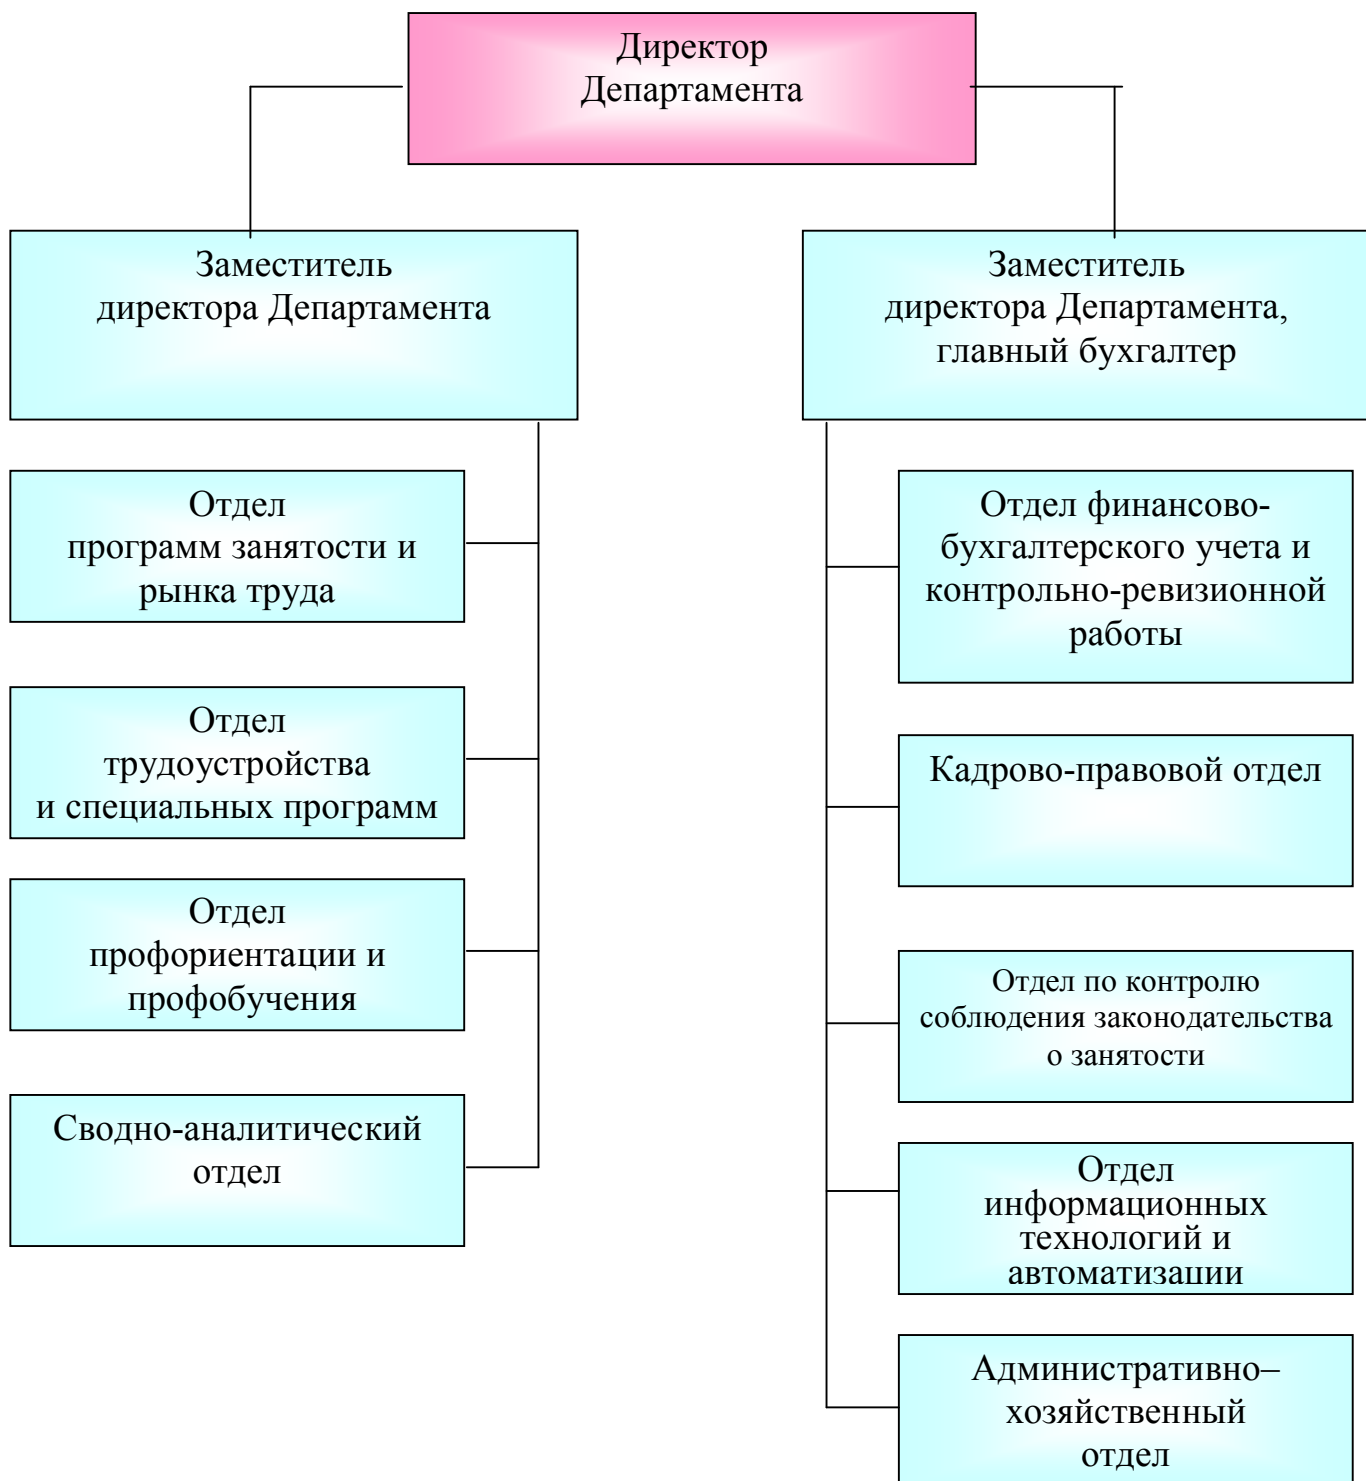 Директор
Департамента
Заместитель
директора Департамента
Заместитель
директора Департамента,
главный бухгалтер
Отдел
программ занятости и
рынка труда
Отдел
трудоустройства
и специальных программ
Отдел
профориентации и
профобучения
Сводно-аналитический
отдел
Отдел финансово-
бухгалтерского учета и
контрольно-ревизионной
работы
Кадрово-правовой отдел
Отдел по контролю
соблюдения законодательства
о занятости
Отдел
информационных
технологий и
автоматизации
Административно–
хозяйственный
отдел